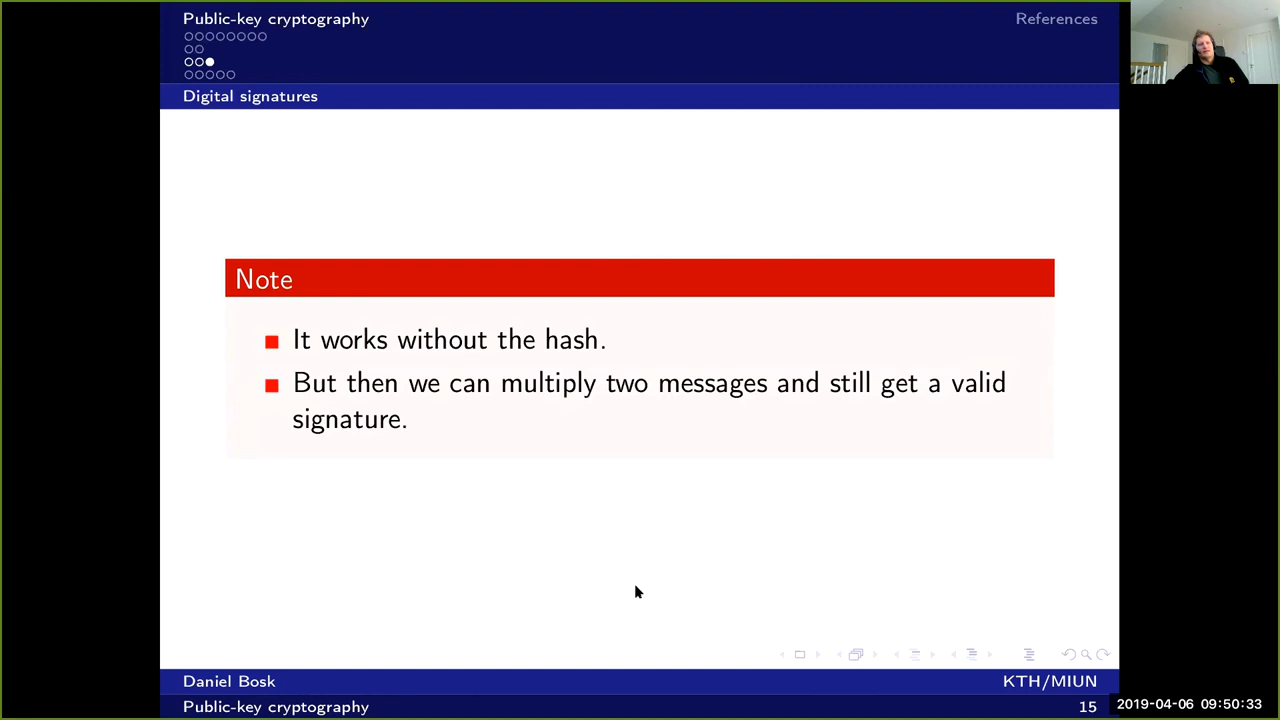 Public-key cryptography
References
Digital signatures
Note
It works without the hash.
But then we can multiply two messages and still get a valid
signature.
Daniel Bosk
KTH/MIUN
Public-key cryptography
15
2019-04-06 09:50:33